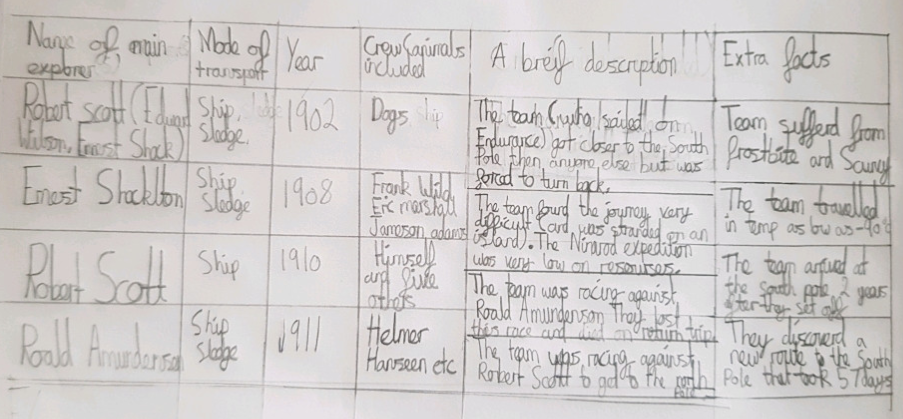 Name of main explorer
Mode of transport
Year
Crew & animals included
A breif description
Extra facts
Robert Scott (Edward Wilson, Ernest Shack)
Ship, sledge.
1902
Dogs
The team (who sailed on
Endurance) got closer to the South
Pole then anyone else but was
forced to turn back.
Team sufferd from
frostbite and Scurvy
Ernest Shacklton
Ship
Sledge
1908
Frank Wild
Eric marshall
Jameson adams
The team found the journey very
difficult (and was stranded on an
island). The Nimrod expedition
was very low on resourses.
The team travelled
in temp as low as -40°c
Robert Scott
Ship
1910
Himself
and five
others
The team was racing against
Roald Amunderson They lost
this race and died on return trip
The team arrived at
the South pole 2 years
after they set off
Roald Amunderson
Ship
sledge
1911
Helmer
Hanseen etc
The team was racing against
Robert Scott to get to the
Pole
They discoverd a
new route to the South
Pole that took 57 days